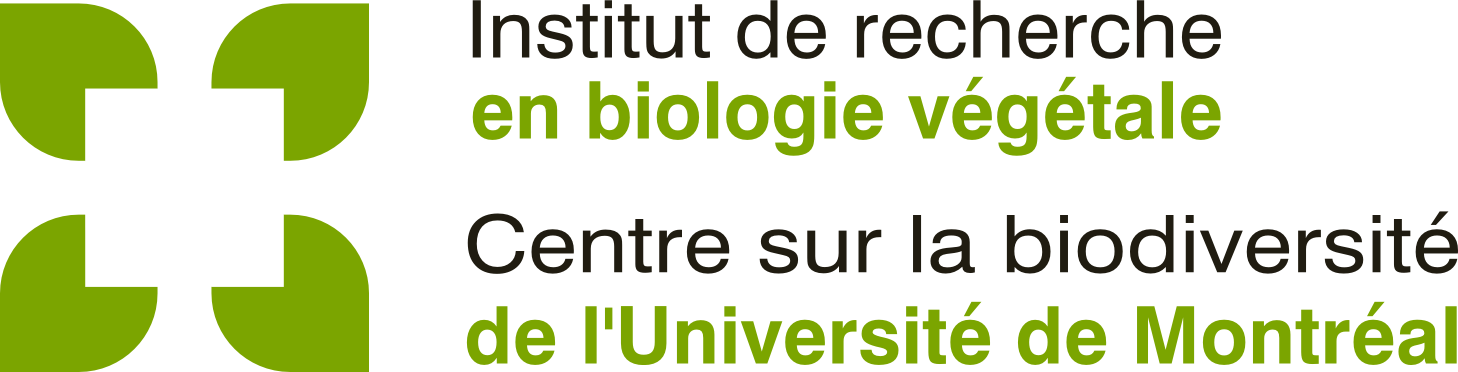 Institut de recherche
en biologie végétale
Centre sur la biodiversité
de l'Université de Montréal